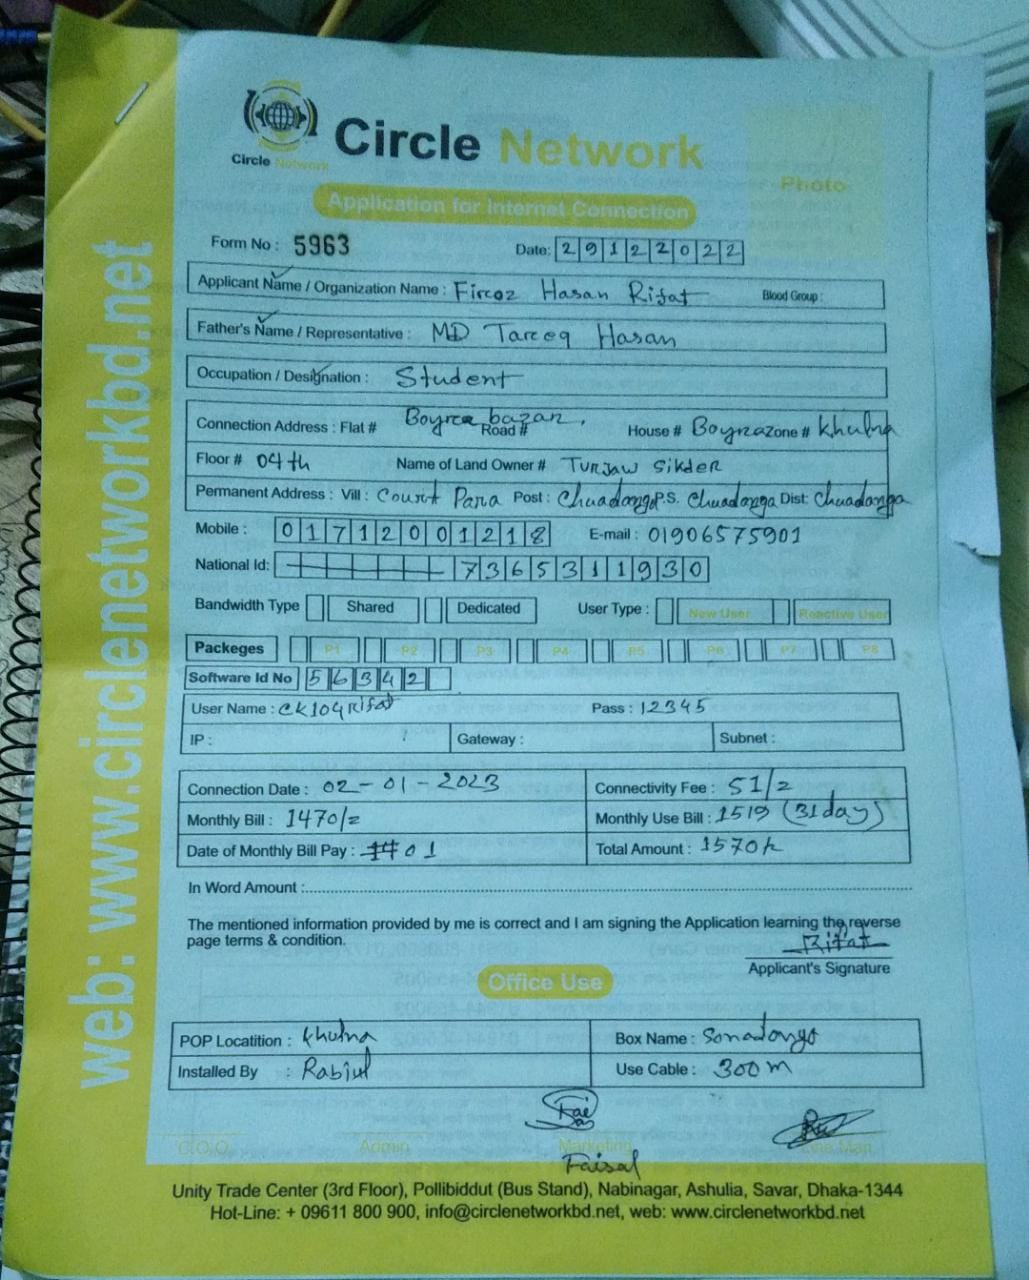 Circle Network
Circle Network
Photo
Application for Internet Connection
Form No : 5963 Date: 29122022
Applicant Name / Organization Name : Firoz Hasan Rifat Blood Group :
Father's Name / Representative : MD Tareq Hasan
Occupation / Designation : Student
Connection Address : Flat # Boyra bazar, Road # House # Boyra Zone # Khulna
Floor # 04th Name of Land Owner # Turjaw Sikder
Permanent Address : Vill : Court Para Post : Chuadanga P.S. Chuadanga Dist: Chuadanga
Mobile : 01712001218 E-mail : 01906575901
National Id: 7365311930
Bandwidth Type Shared Dedicated User Type : New User Reactive User
Packeges P1 P2 P3 P4 P5 P6 P7 P8
Software Id No 56342
User Name : CK104Rifat Pass : 12345
IP : Gateway : Subnet :
Connection Date : 02-01-2023 Connectivity Fee : 51/=
Monthly Bill : 1470/= Monthly Use Bill : 1519 (31day)
Date of Monthly Bill Pay : 01 Total Amount : 1570/=
In Word Amount :
The mentioned information provided by me is correct and I am signing the Application learning the reverse
page terms & condition.
Rifat
Applicant's Signature
Office Use
POP Locatition : Khulna Box Name : Sonadanga
Installed By : Rabiul Use Cable : 300m
C.O.O. Admin Marketing Line Man
Faisal
Unity Trade Center (3rd Floor), Pollibiddut (Bus Stand), Nabinagar, Ashulia, Savar, Dhaka-1344
Hot-Line: + 09611 800 900, info@circlenetworkbd.net, web: www.circlenetworkbd.net
web: www.circlenetworkbd.net